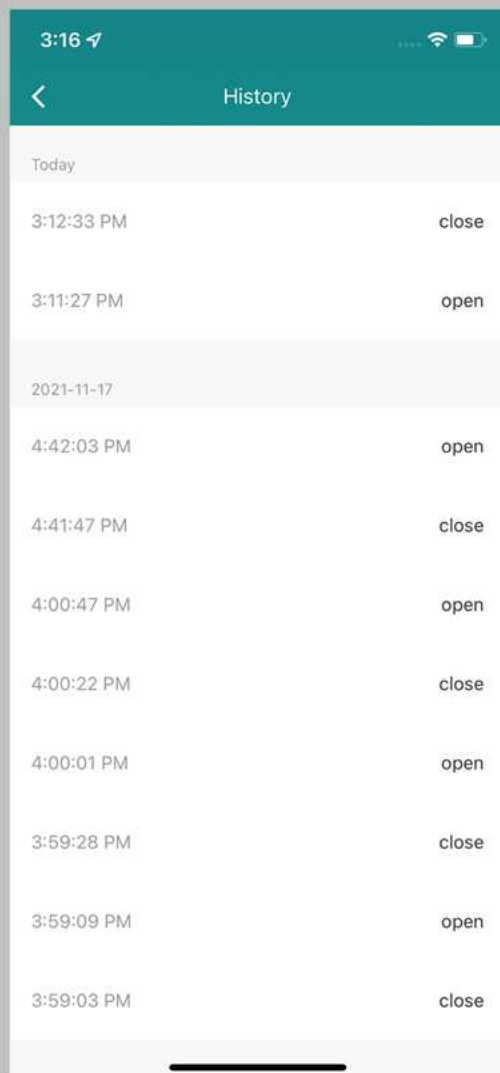 3:16
History
Today
3:12:33 PM close
3:11:27 PM open
2021-11-17
4:42:03 PM open
4:41:47 PM close
4:00:47 PM open
4:00:22 PM close
4:00:01 PM open
3:59:28 PM close
3:59:09 PM open
3:59:03 PM close